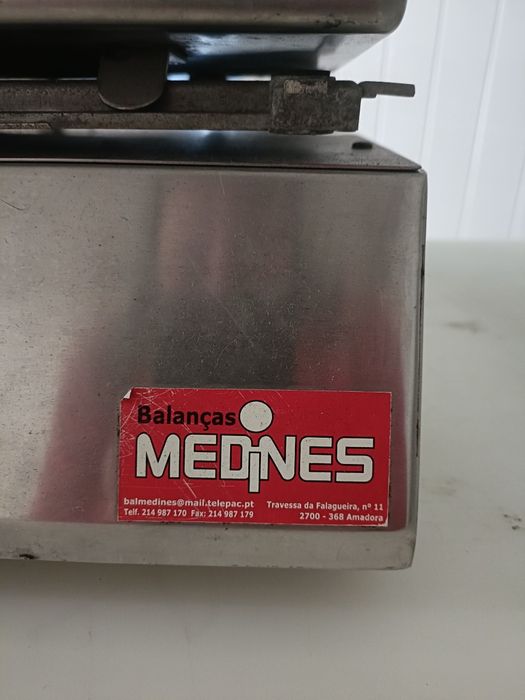 Balanças
MEDiNES
balmedines@mail.telepac.pt Travessa da Falagueira, nº 11
Telf. 214 987 170 Fax: 214 987 179 2700 - 368 Amadora